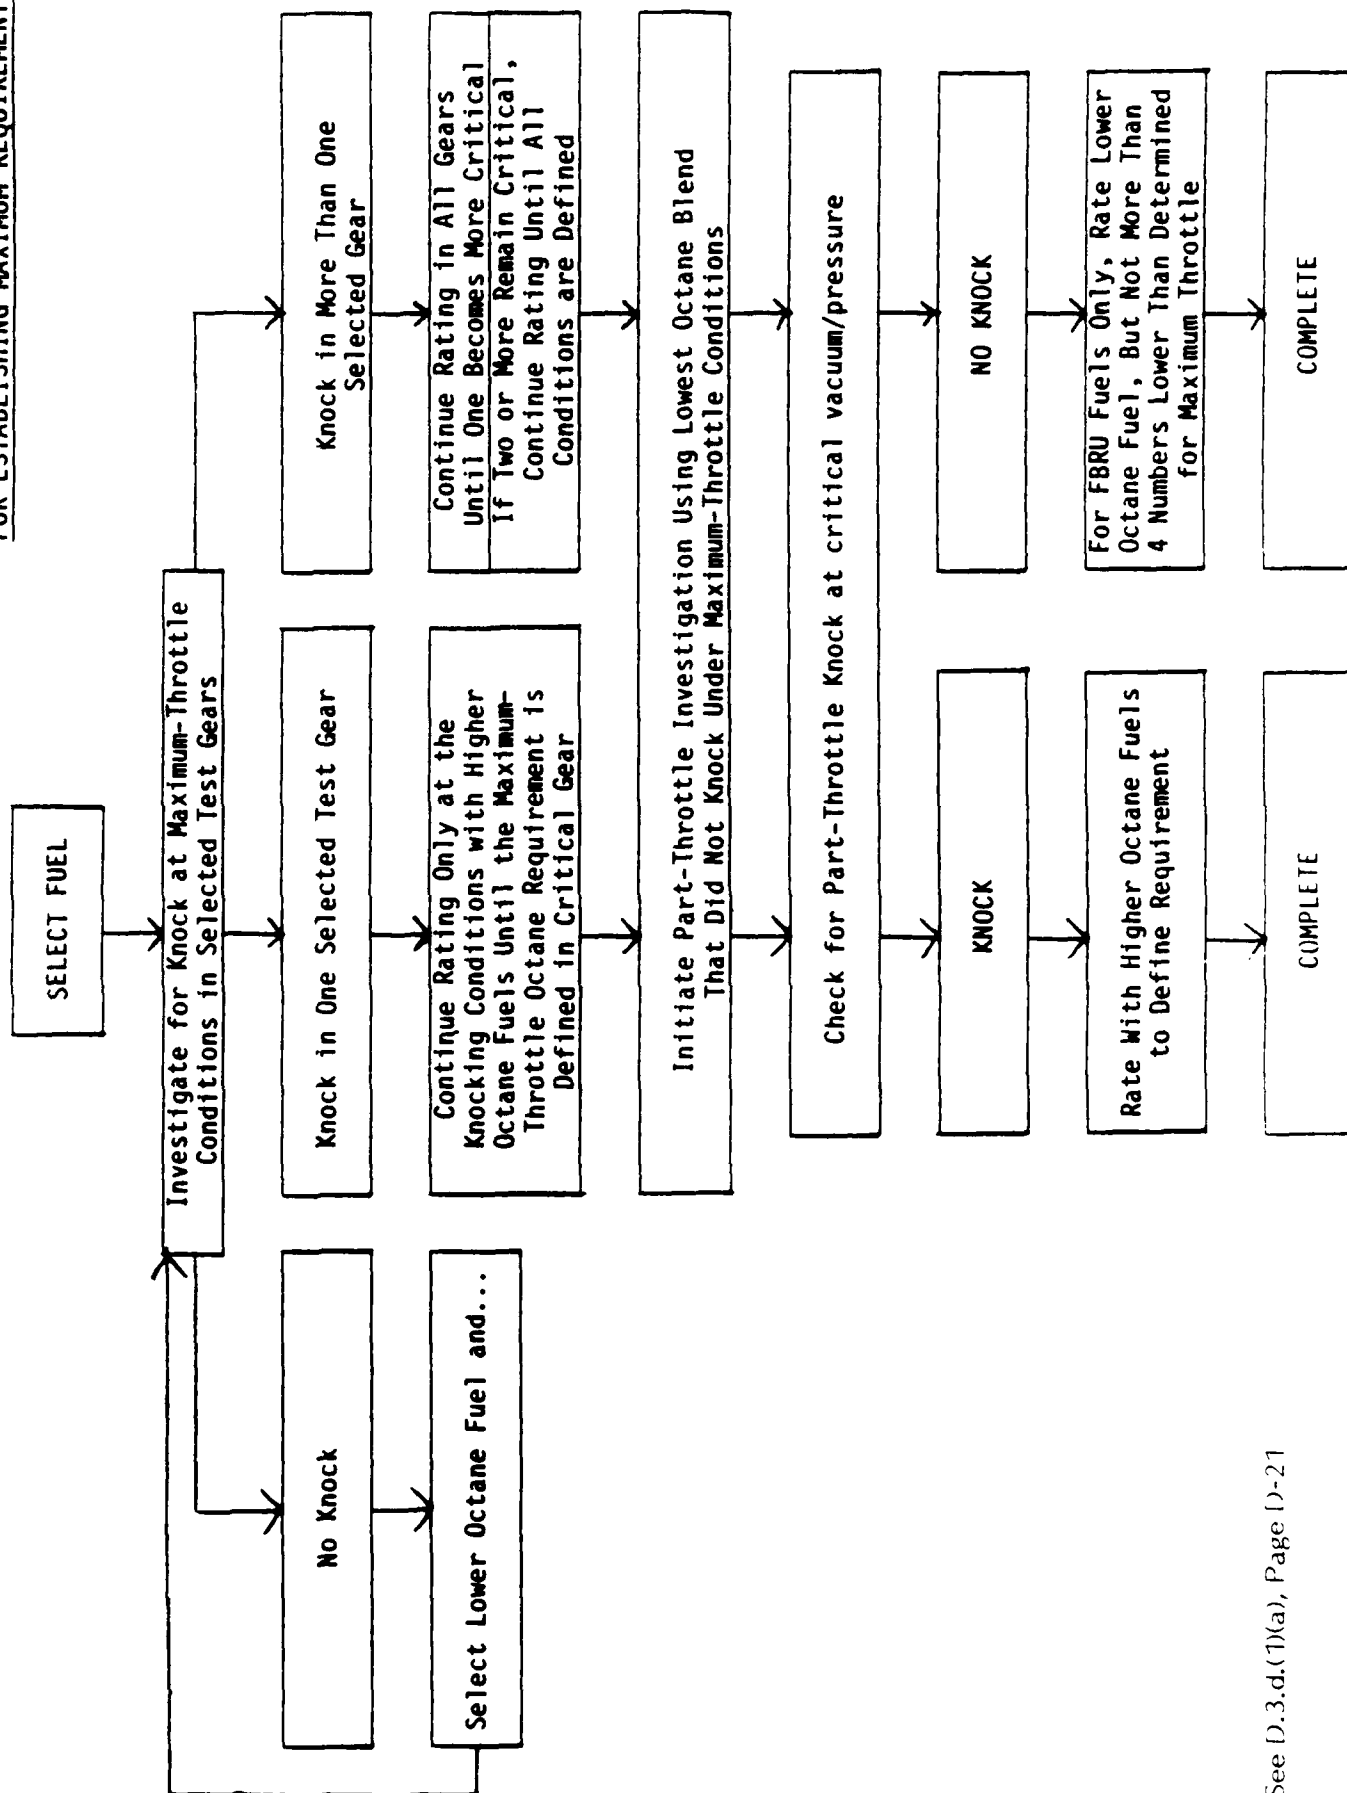 FOR ESTABLISHING MAXIMUM REQUIREMENT
SELECT FUEL
Investigate for Knock at Maximum-Throttle
Conditions in Selected Test Gears
No Knock
Knock in One Selected Test Gear
Knock in More Than One
Selected Gear
Select Lower Octane Fuel and...
Continue Rating Only at the
Knocking Conditions with Higher
Octane Fuels Until the Maximum-
Throttle Octane Requirement is
Defined in Critical Gear
Continue Rating in All Gears
Until One Becomes More Critical
If Two or More Remain Critical,
Continue Rating Until All
Conditions are Defined
Initiate Part-Throttle Investigation Using Lowest Octane Blend
That Did Not Knock Under Maximum-Throttle Conditions
Check for Part-Throttle Knock at critical vacuum/pressure
KNOCK
NO KNOCK
Rate With Higher Octane Fuels
to Define Requirement
For FBRU Fuels Only, Rate Lower
Octane Fuel, But Not More Than
4 Numbers Lower Than Determined
for Maximum Throttle
COMPLETE
COMPLETE
See D.3.d.(1)(a), Page D-21